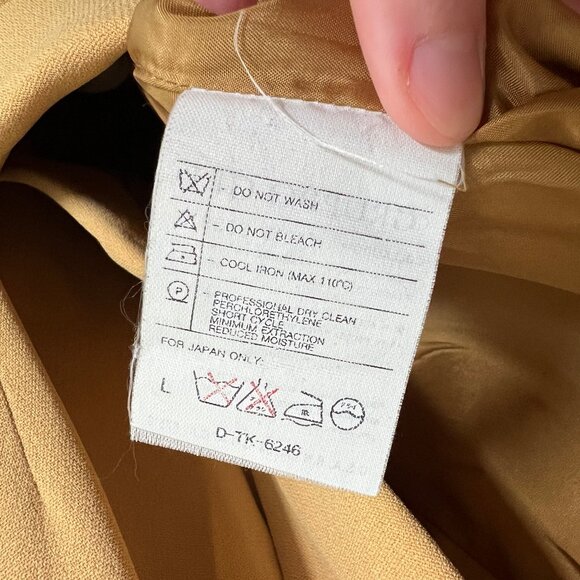 - DO NOT WASH
- DO NOT BLEACH
- COOL IRON (MAX 110°C)
P
- PROFESSIONAL DRY CLEAN
PERCHLORETHYLENE
SHORT CYCLE
MINIMUM EXTRACTION
REDUCED MOISTURE
FOR JAPAN ONLY:
L
D-7K-6246